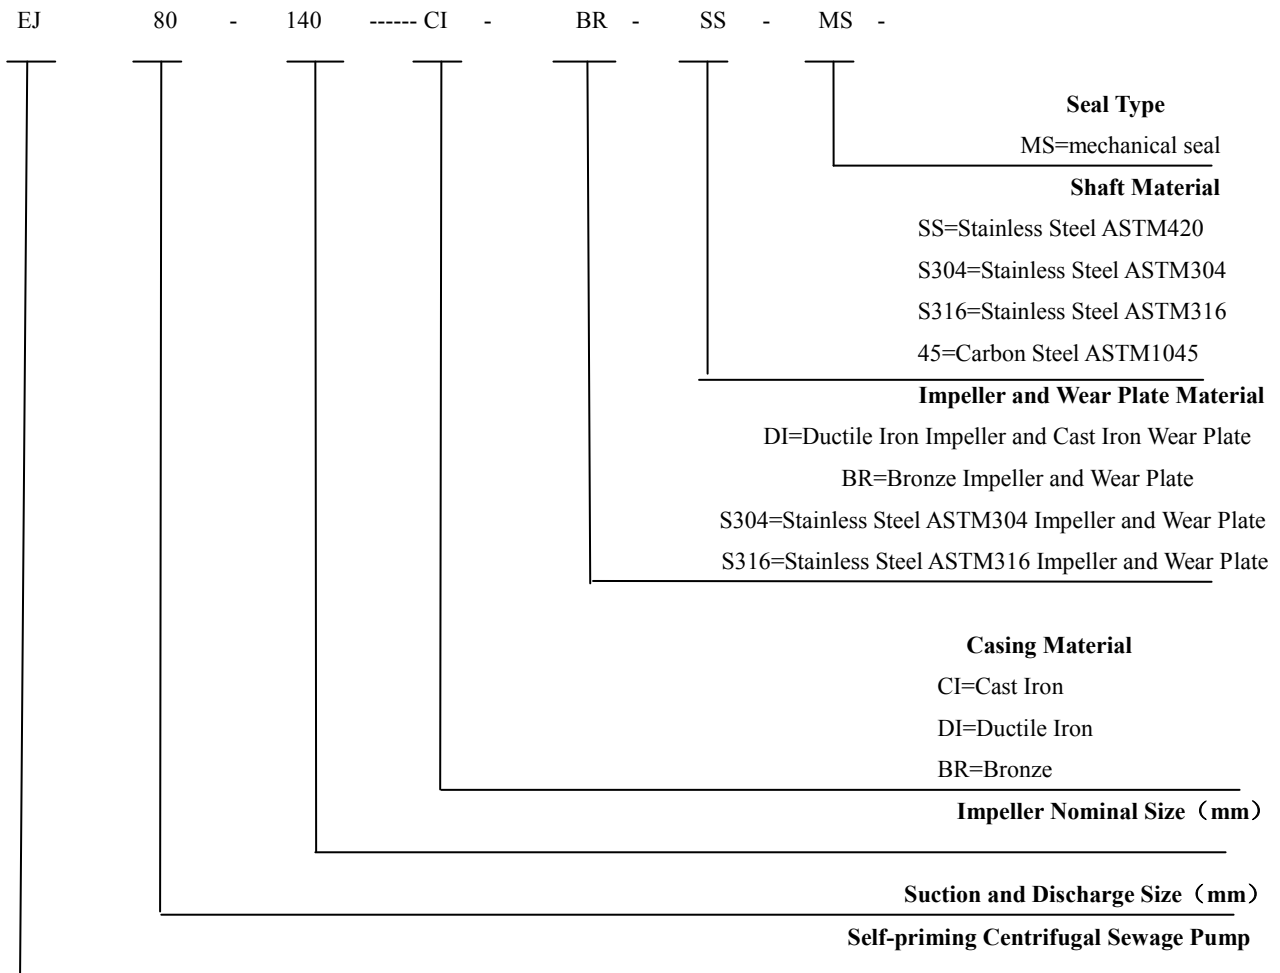 EJ 80 - 140 ------ CI - BR - SS - MS -
Seal Type
MS=mechanical seal
Shaft Material
SS=Stainless Steel ASTM420
S304=Stainless Steel ASTM304
S316=Stainless Steel ASTM316
45=Carbon Steel ASTM1045
Impeller and Wear Plate Material
DI=Ductile Iron Impeller and Cast Iron Wear Plate
BR=Bronze Impeller and Wear Plate
S304=Stainless Steel ASTM304 Impeller and Wear Plate
S316=Stainless Steel ASTM316 Impeller and Wear Plate
Casing Material
CI=Cast Iron
DI=Ductile Iron
BR=Bronze
Impeller Nominal Size（mm）
Suction and Discharge Size（mm）
Self-priming Centrifugal Sewage Pump